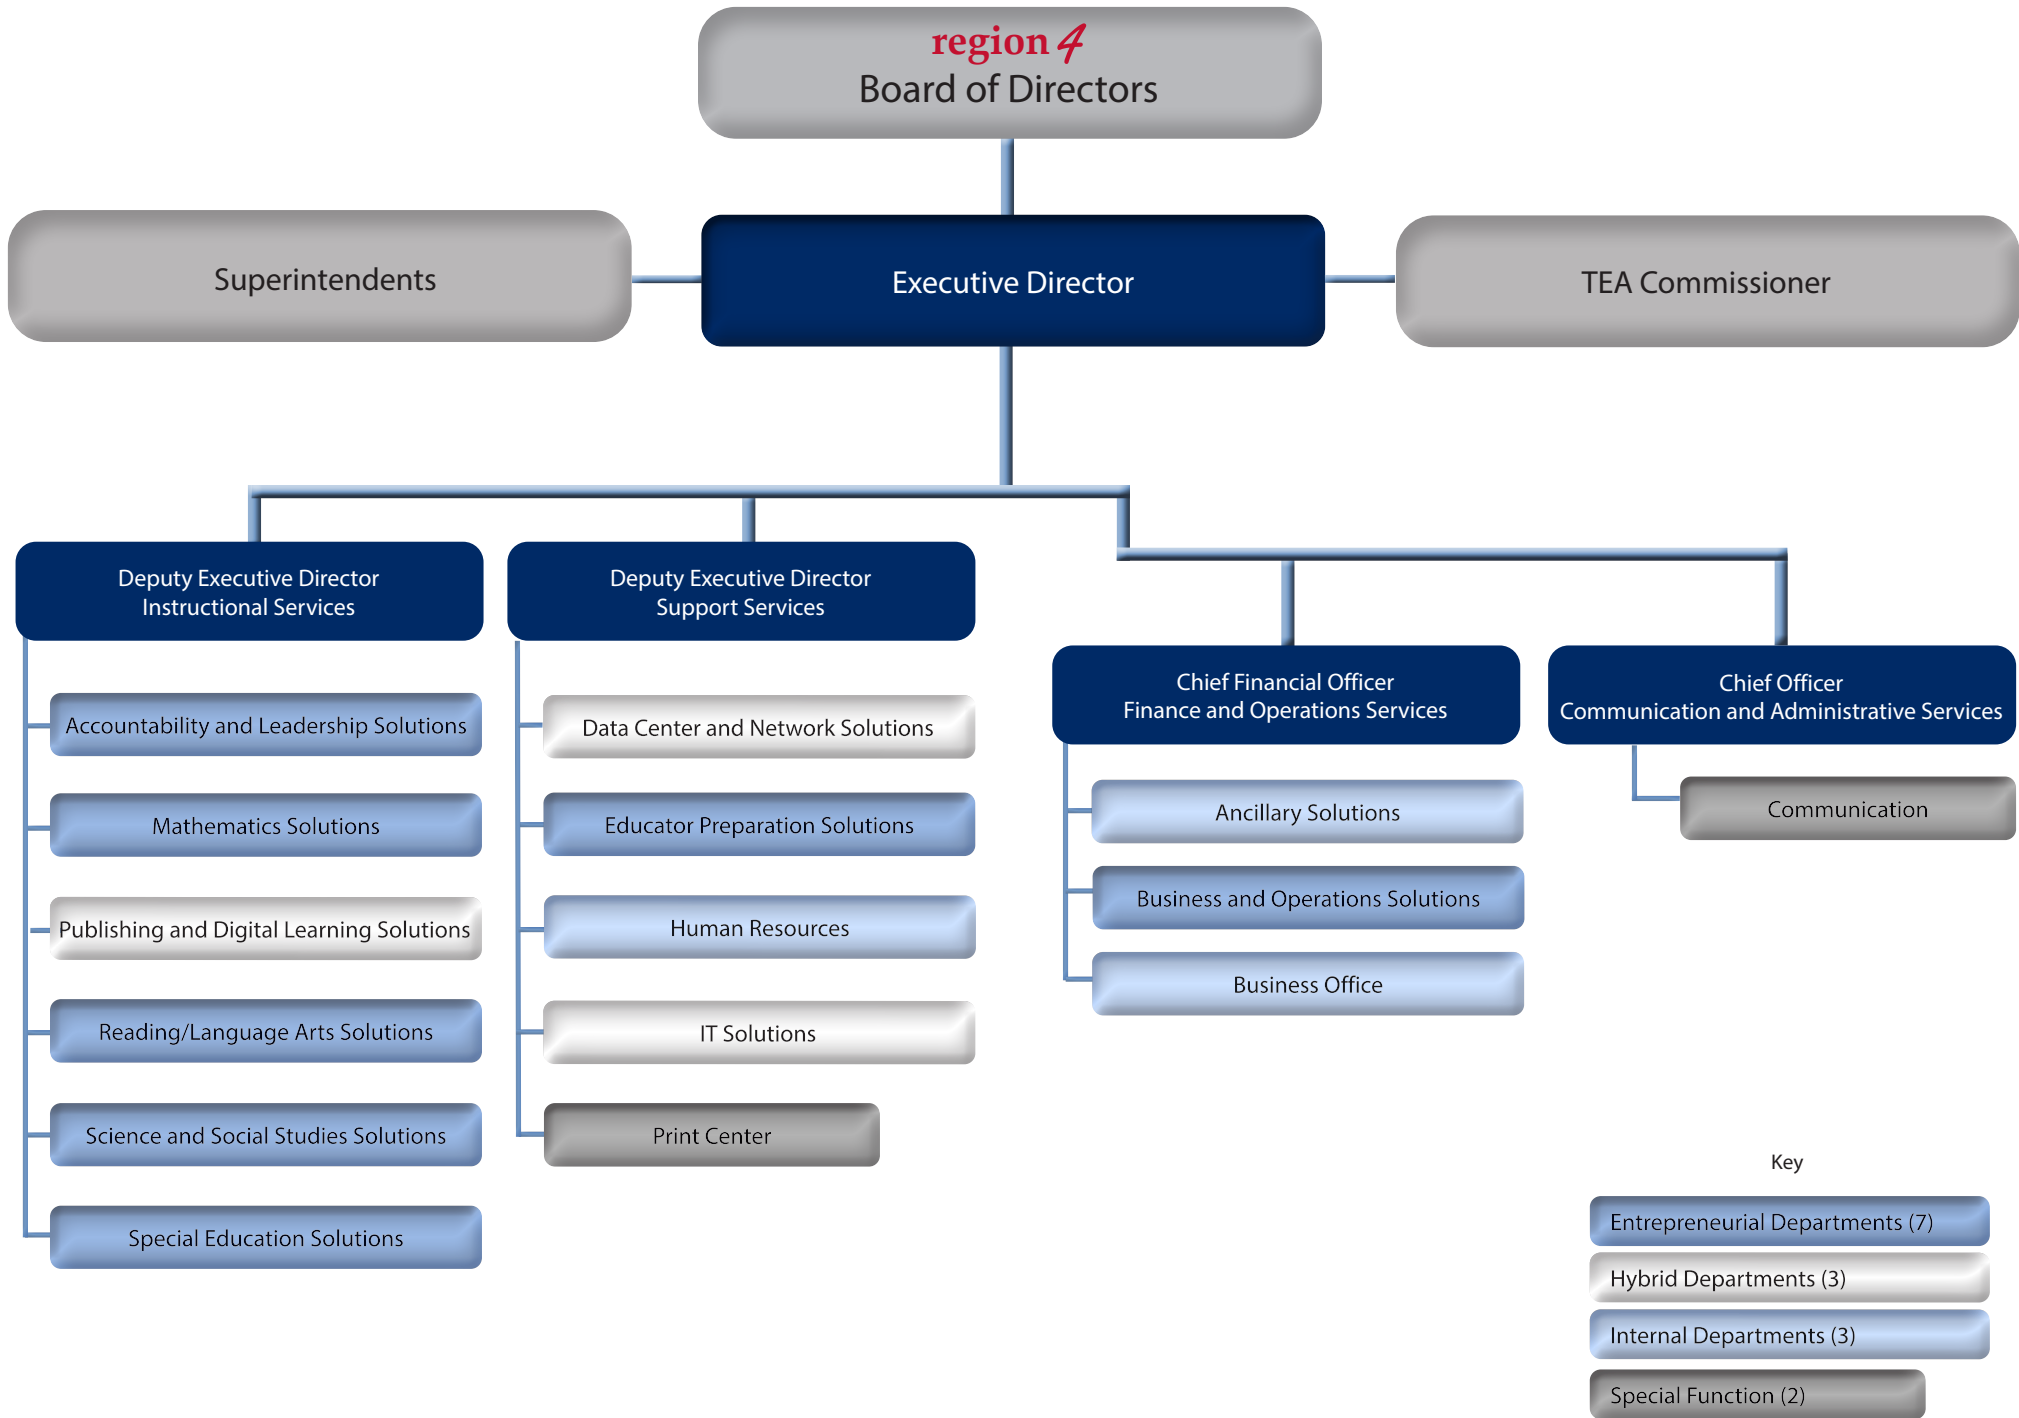 region 4
Board of Directors
Superintendents
Executive Director
TEA Commissioner
Deputy Executive Director
Instructional Services
Accountability and Leadership Solutions
Mathematics Solutions
Publishing and Digital Learning Solutions
Reading/Language Arts Solutions
Science and Social Studies Solutions
Special Education Solutions
Deputy Executive Director
Support Services
Data Center and Network Solutions
Educator Preparation Solutions
Human Resources
IT Solutions
Print Center
Chief Financial Officer
Finance and Operations Services
Ancillary Solutions
Business and Operations Solutions
Business Office
Chief Officer
Communication and Administrative Services
Communication
Key
Entrepreneurial Departments (7)
Hybrid Departments (3)
Internal Departments (3)
Special Function (2)